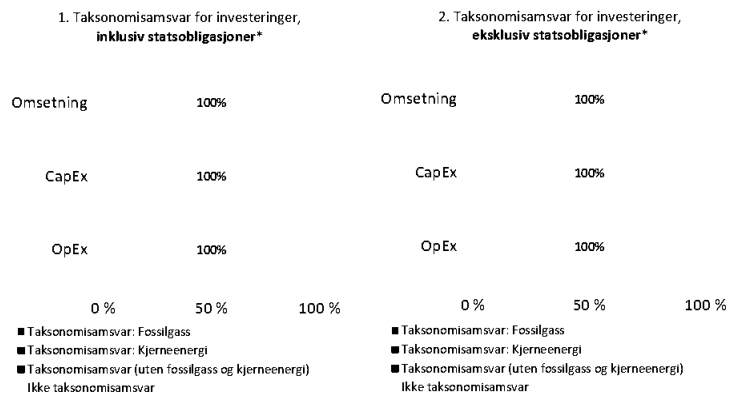 1. Taksonomisamsvar for investeringer,
inklusiv statsobligasjoner*
Omsetning 100%
CapEx 100%
OpEx 100%
0 % 50 % 100 %
Taksonomisamsvar: Fossilgass
Taksonomisamsvar: Kjerneenergi
Taksonomisamsvar (uten fossilgass og kjerneenergi)
Ikke taksonomisamsvar
2. Taksonomisamsvar for investeringer,
eksklusiv statsobligasjoner*
Omsetning 100%
CapEx 100%
OpEx 100%
0 % 50 % 100 %
Taksonomisamsvar: Fossilgass
Taksonomisamsvar: Kjerneenergi
Taksonomisamsvar (uten fossilgass og kjerneenergi)
Ikke taksonomisamsvar